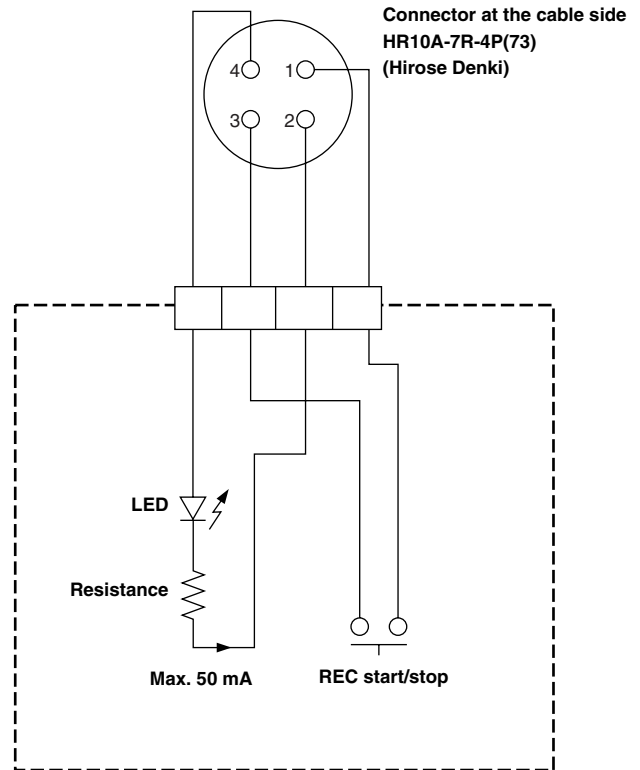 Connector at the cable side
HR10A-7R-4P(73)
(Hirose Denki)
4 1
3 2
LED
Resistance
Max. 50 mA
REC start/stop